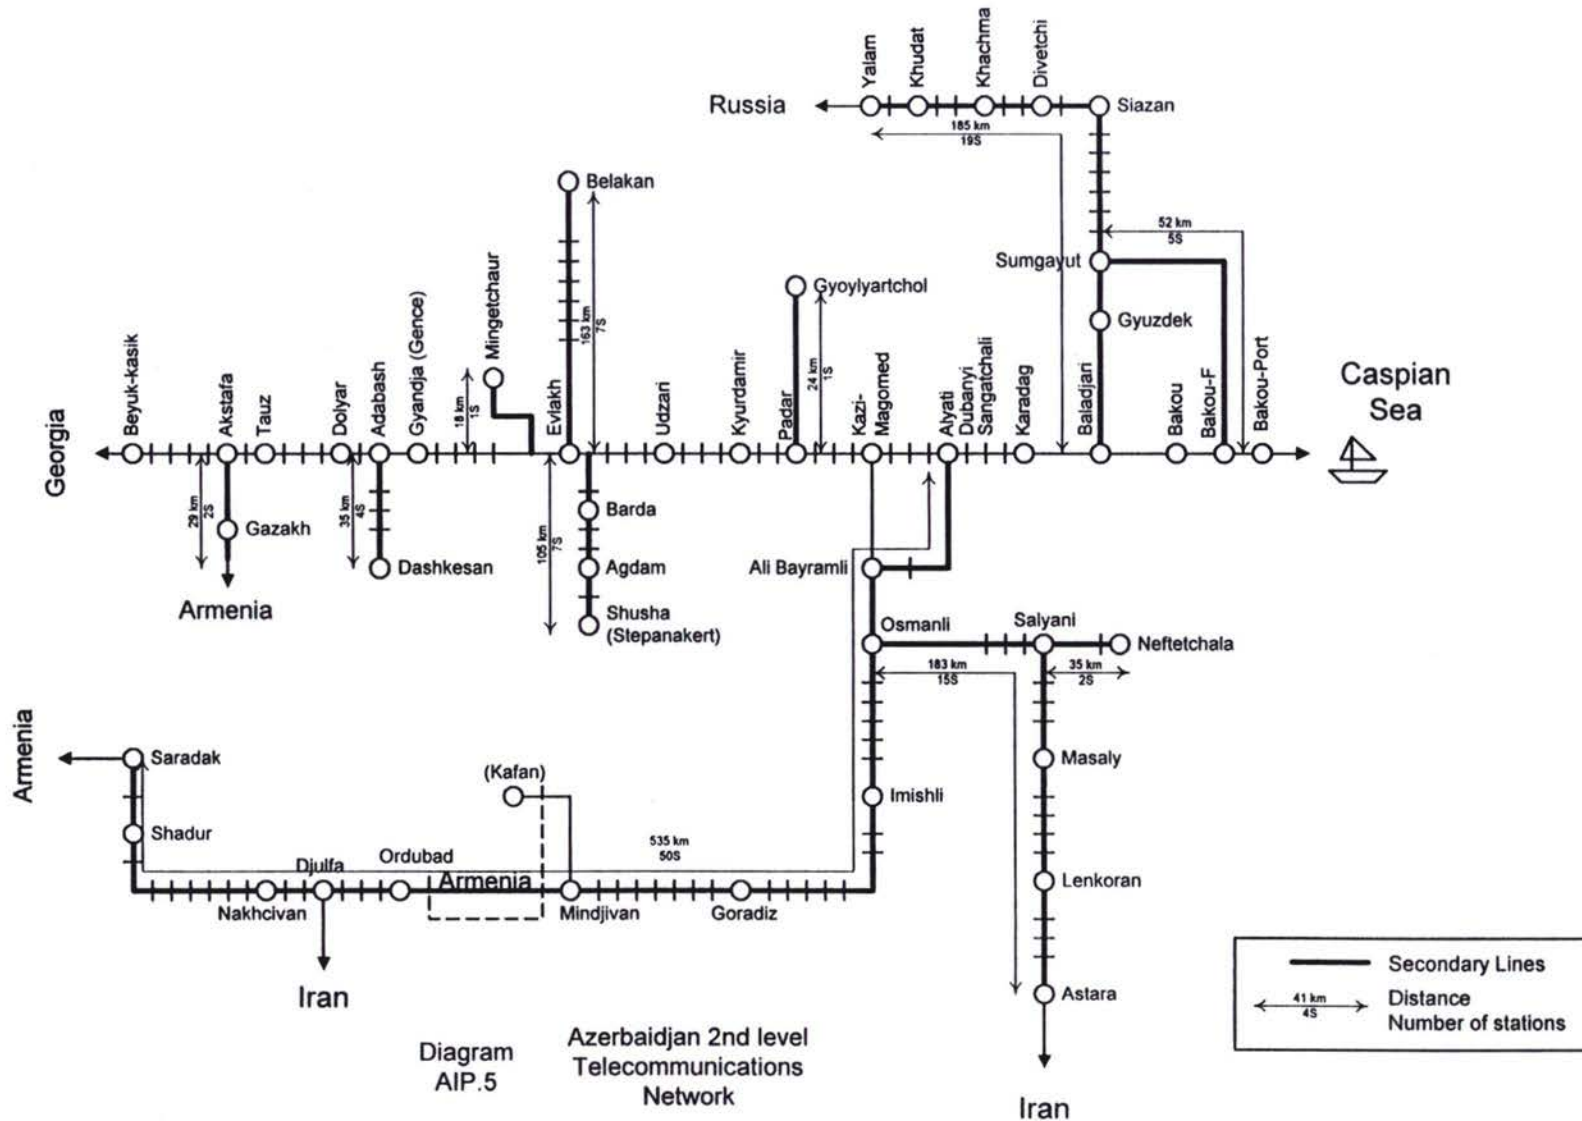 Yalam
Khudat
Khachma
Divetchi
Russia
Siazan
185 km
19S
Belakan
52 km
5S
Mingetchaur
Sumgayut
Gyoylyartchol
163 km
7S
Gyuzdek
24 km
1S
18 km
1S
Beyuk-kasik
Akstafa
Tauz
Dolyar
Adabash
Gyandja (Gence)
Evlakh
Udzari
Kyurdamir
Padar
Kazi-
Magomed
Alyati
Dubanyi
Sangatchali
Karadag
Baladjari
Bakou
Bakou-F
Bakou-Port
Caspian
Sea
Georgia
29 km
2S
35 km
4S
105 km
7S
Gazakh
Barda
Dashkesan
Agdam
Ali Bayramli
Armenia
Shusha
(Stepanakert)
Osmanli
Salyani
Neftetchala
183 km
15S
35 km
2S
Armenia
Saradak
(Kafan)
Masaly
Imishli
Shadur
535 km
50S
Djulfa
Ordubad
Armenia
Lenkoran
Nakhcivan
Mindjivan
Goradiz
Iran
Astara
Secondary Lines
41 km
4S
Distance
Number of stations
Diagram
AIP.5
Azerbaidjan 2nd level
Telecommunications
Network
Iran